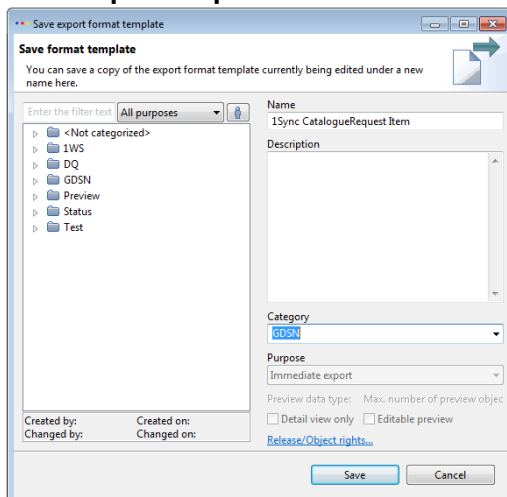 Save export format template
Save format template
You can save a copy of the export format template currently being edited under a new
name here.
Enter the filter text
All purposes
<Not categorized>
1WS
DQ
GDSN
Preview
Status
Test
Created by: Created on:
Changed by: Changed on:
Name
1Sync CatalogueRequest Item
Description
Category
GDSN
Purpose
Immediate export
Preview data type: Max. number of preview objec
Detail view only Editable preview
Release/Object rights...
Save Cancel